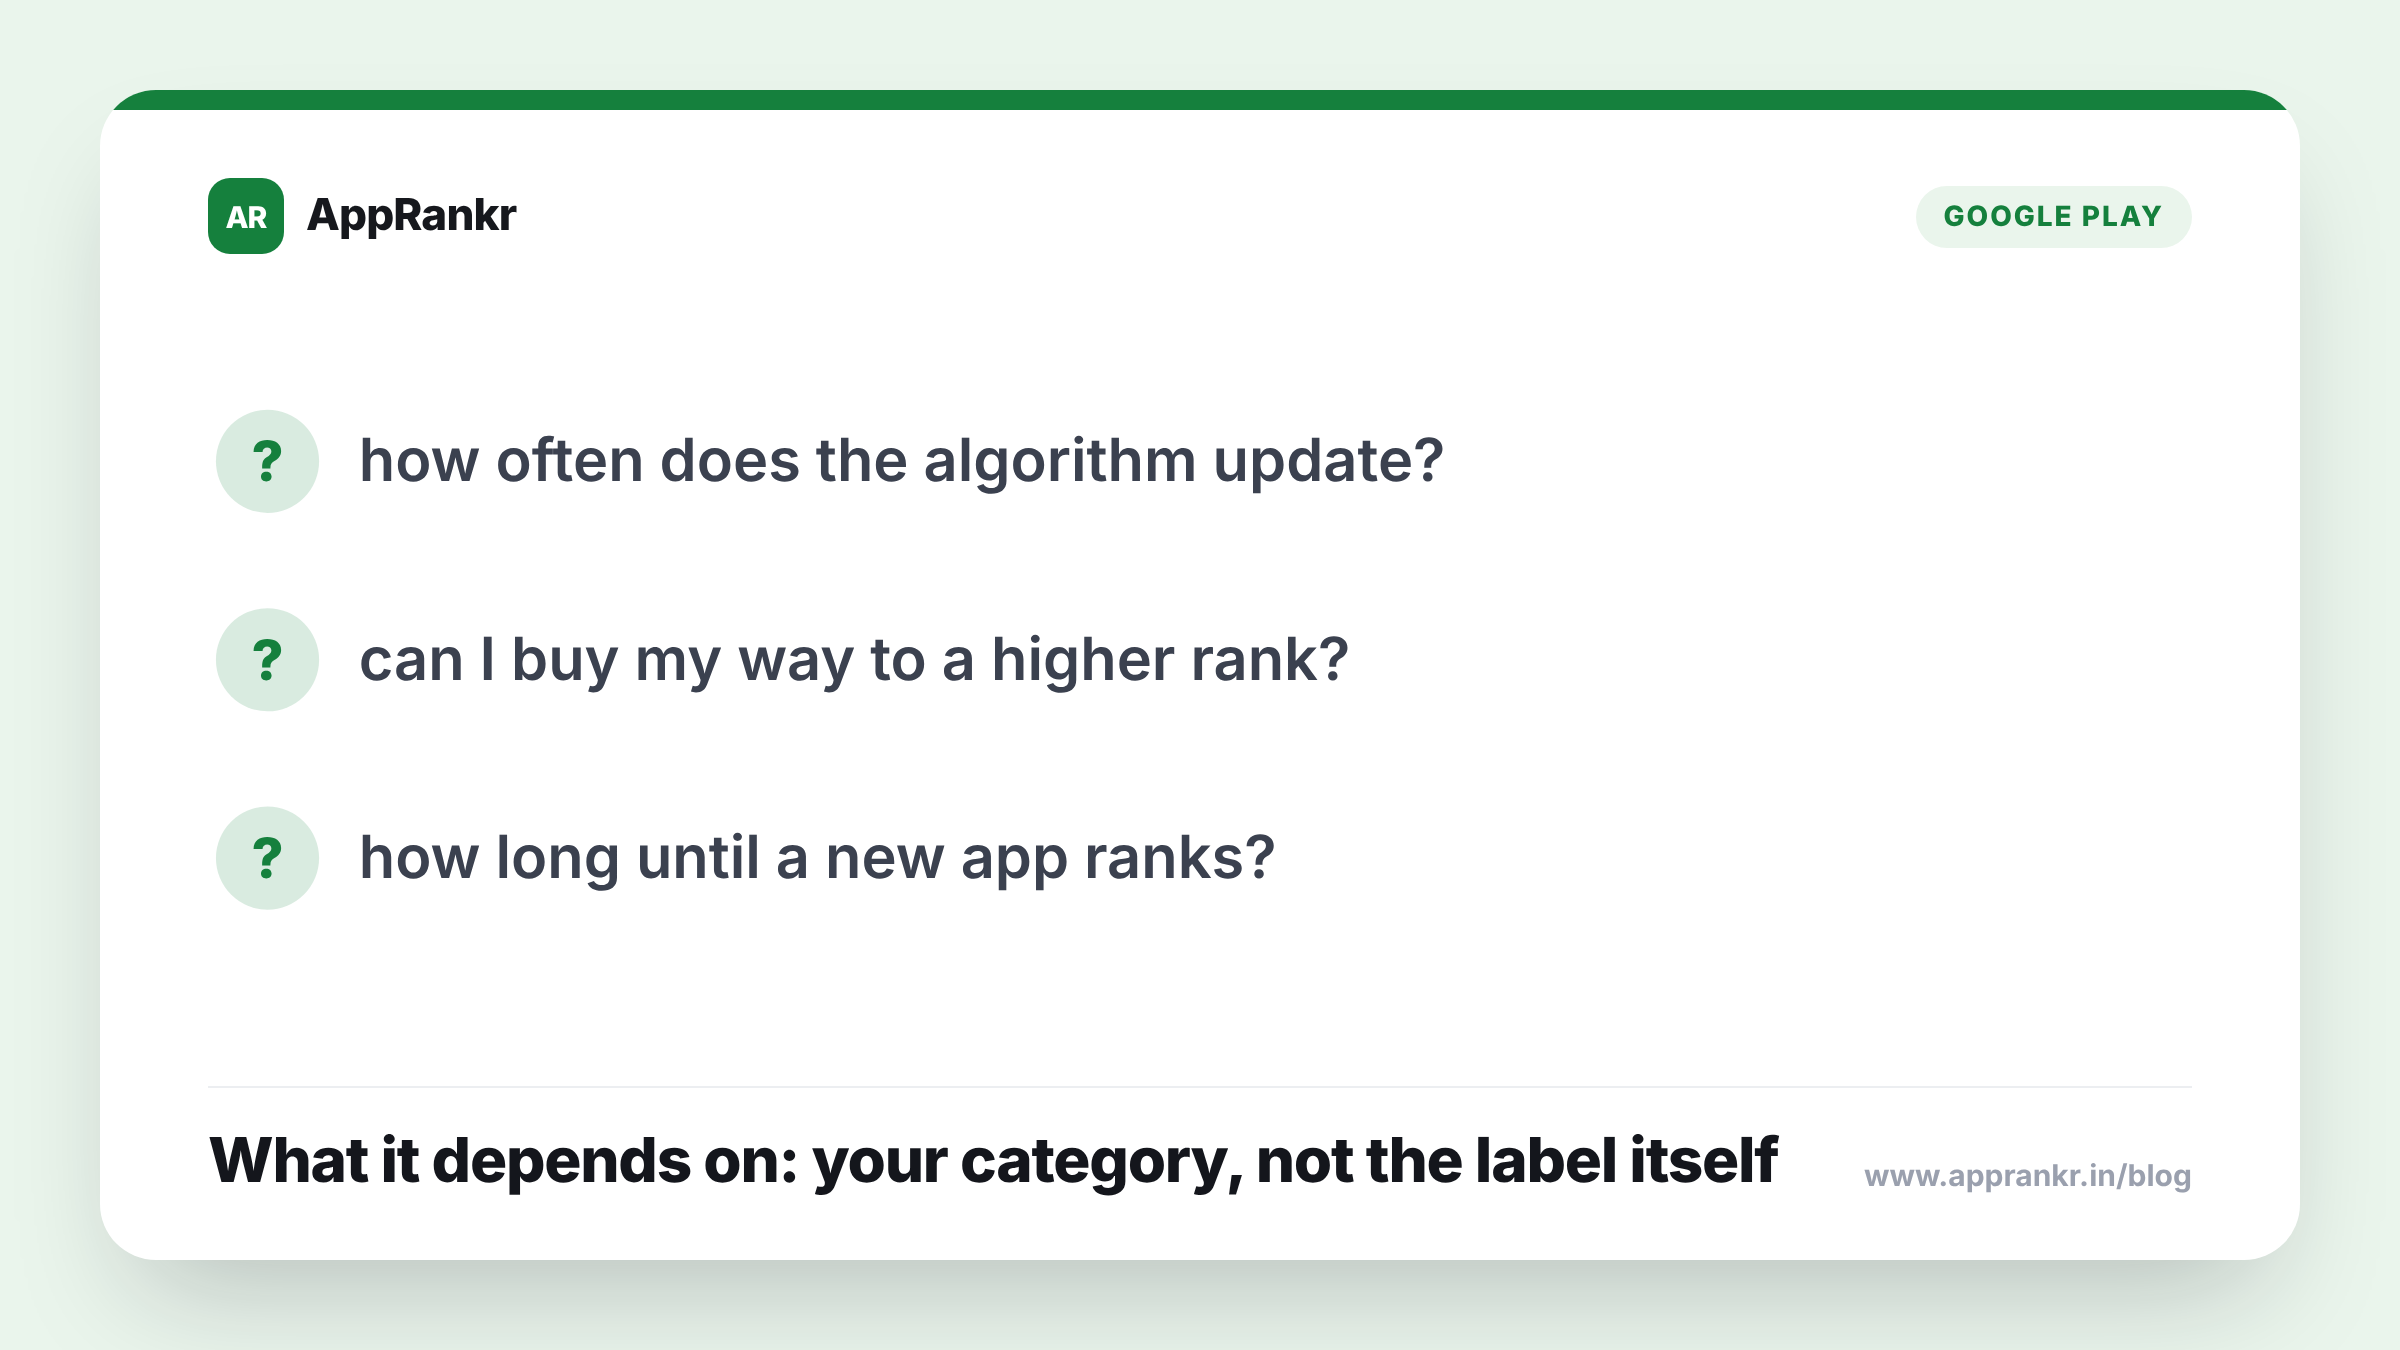 AR AppRankr
GOOGLE PLAY
? how often does the algorithm update?
? can I buy my way to a higher rank?
? how long until a new app ranks?
What it depends on: your category, not the label itself
www.apprankr.in/blog